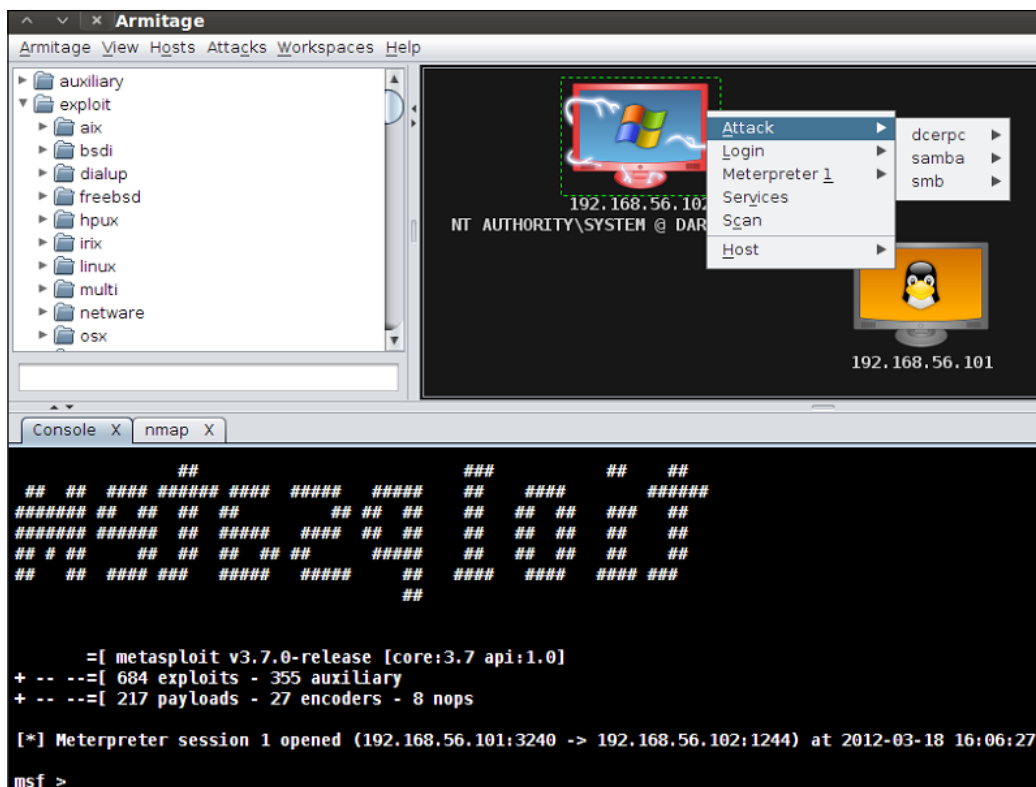 Armitage
Armitage View Hosts Attacks Workspaces Help
auxiliary
exploit
aix
bsdi
dialup
freebsd
hpux
irix
linux
multi
netware
osx
192.168.56.102
NT AUTHORITY\SYSTEM @ DAR
Attack
Login
Meterpreter 1
Services
Scan
Host
dcerpc
samba
smb
192.168.56.101
Console X nmap X
=[ metasploit v3.7.0-release [core:3.7 api:1.0]
+ -- --=[ 684 exploits - 355 auxiliary
+ -- --=[ 217 payloads - 27 encoders - 8 nops
[*] Meterpreter session 1 opened (192.168.56.101:3240 -> 192.168.56.102:1244) at 2012-03-18 16:06:27
msf >